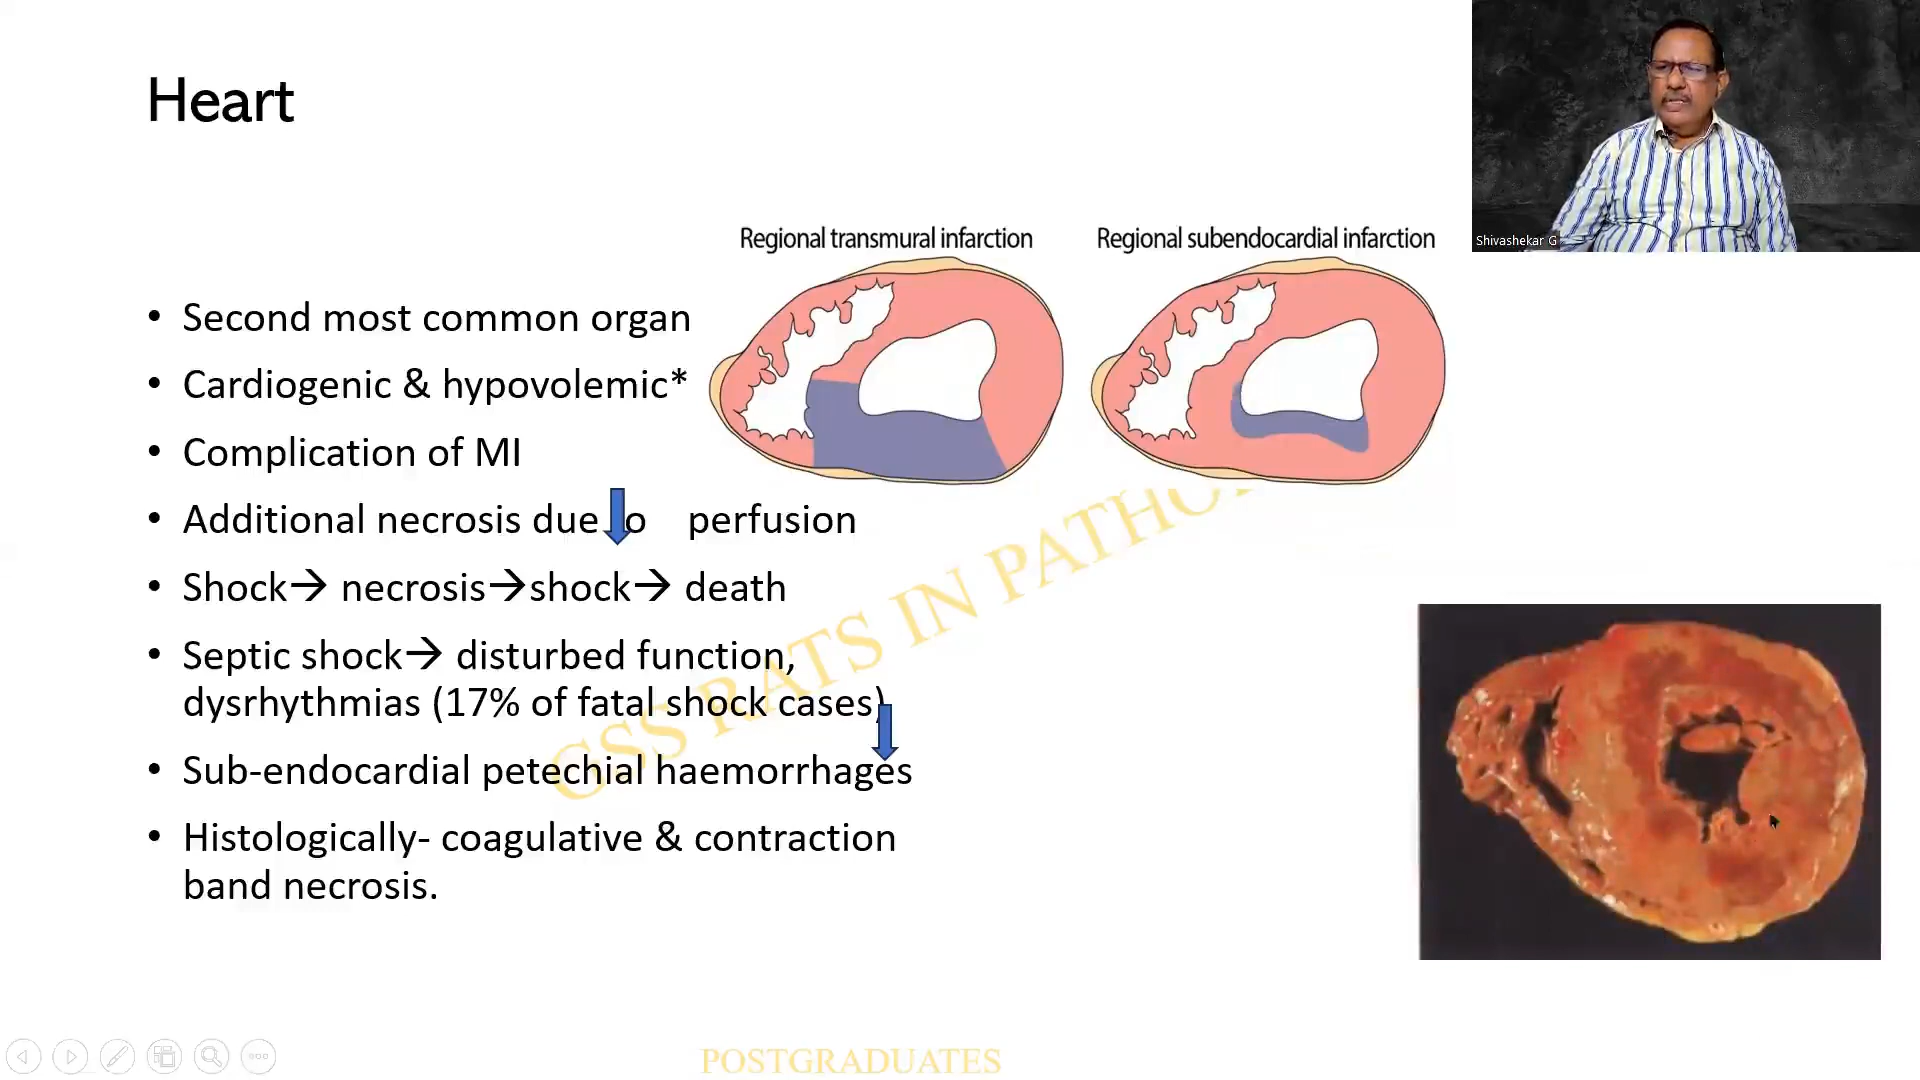 Heart
Shivashekar G
Regional transmural infarction
Regional subendocardial infarction
• Second most common organ
• Cardiogenic & hypovolemic*
• Complication of MI
• Additional necrosis due to perfusion
• Shock→ necrosis→shock→ death
• Septic shock→ disturbed function,
dysrhythmias (17% of fatal shock cases)
• Sub-endocardial petechial haemorrhages
• Histologically- coagulative & contraction
band necrosis.
GSS RATS IN PATHO
POSTGRADUATES